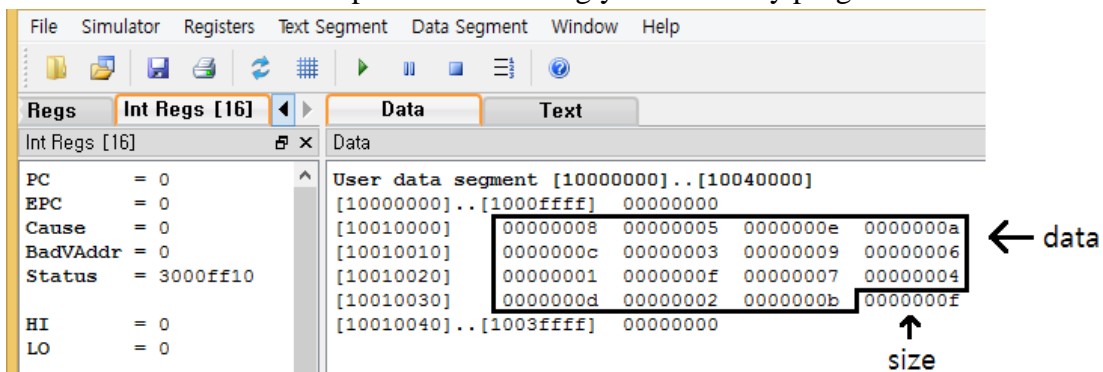 File Simulator Registers Text Segment Data Segment Window Help
Regs Int Regs [16] Data Text
Int Regs [16] Data
PC = 0
EPC = 0
Cause = 0
BadVAddr = 0
Status = 3000ff10
HI = 0
LO = 0
User data segment [10000000]..[10040000]
[10000000]..[1000ffff] 00000000
[10010000] 00000008 00000005 0000000e 0000000a
[10010010] 0000000c 00000003 00000009 00000006
[10010020] 00000001 0000000f 00000007 00000004
[10010030] 0000000d 00000002 0000000b 0000000f
[10010040]..[1003ffff] 00000000
← data
↑
size